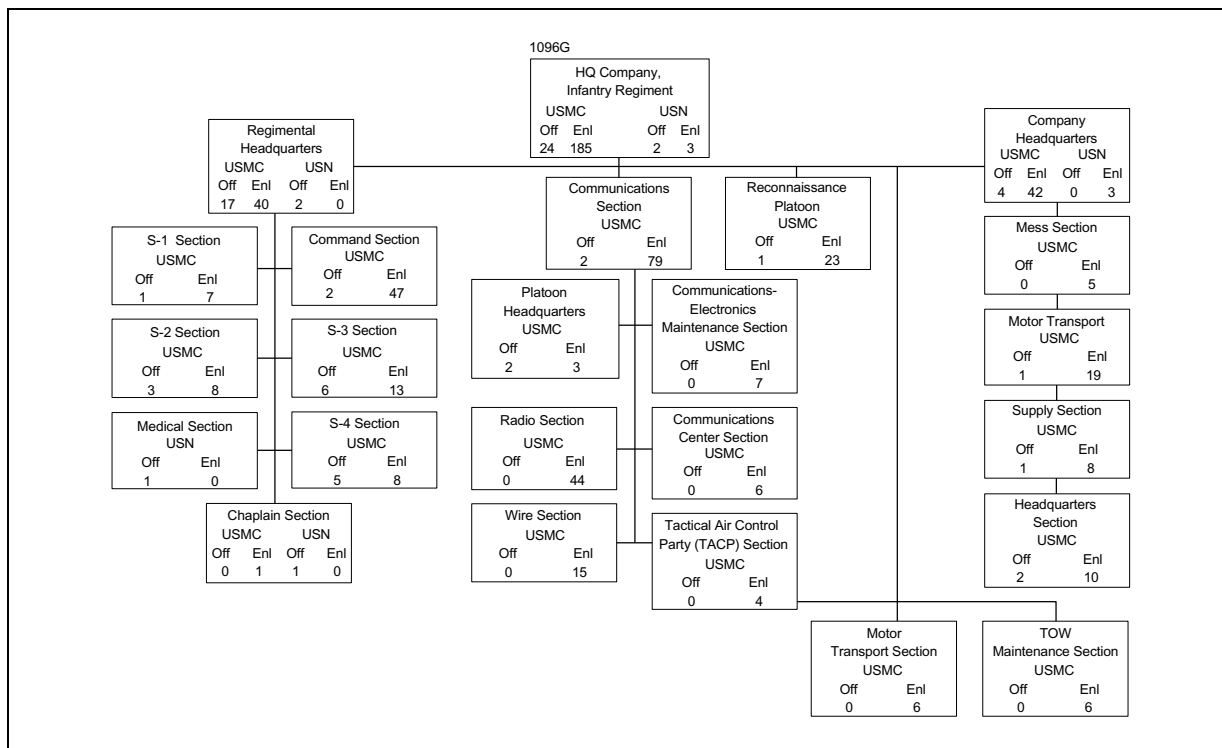 1096G
HQ Company,
Infantry Regiment
USMC USN
Off Enl Off Enl
24 185 2 3
Regimental
Headquarters
USMC USN
Off Enl Off Enl
17 40 2 0
Company
Headquarters
USMC USN
Off Enl Off Enl
4 42 0 3
Communications
Section
USMC
Off Enl
2 79
Reconnaissance
Platoon
USMC
Off Enl
1 23
S-1 Section
USMC
Off Enl
1 7
Command Section
USMC
Off Enl
2 47
S-2 Section
USMC
Off Enl
3 8
S-3 Section
USMC
Off Enl
6 13
Medical Section
USN
Off Enl
1 0
S-4 Section
USMC
Off Enl
5 8
Chaplain Section
USMC USN
Off Enl Off Enl
0 1 1 0
Platoon
Headquarters
USMC
Off Enl
2 3
Communications-
Electronics
Maintenance Section
USMC
Off Enl
0 7
Radio Section
USMC
Off Enl
0 44
Communications
Center Section
USMC
Off Enl
0 6
Wire Section
USMC
Off Enl
0 15
Tactical Air Control
Party (TACP) Section
USMC
Off Enl
0 4
Mess Section
USMC
Off Enl
0 5
Motor Transport
USMC
Off Enl
1 19
Supply Section
USMC
Off Enl
1 8
Headquarters
Section
USMC
Off Enl
2 10
Motor
Transport Section
USMC
Off Enl
0 6
TOW
Maintenance Section
USMC
Off Enl
0 6